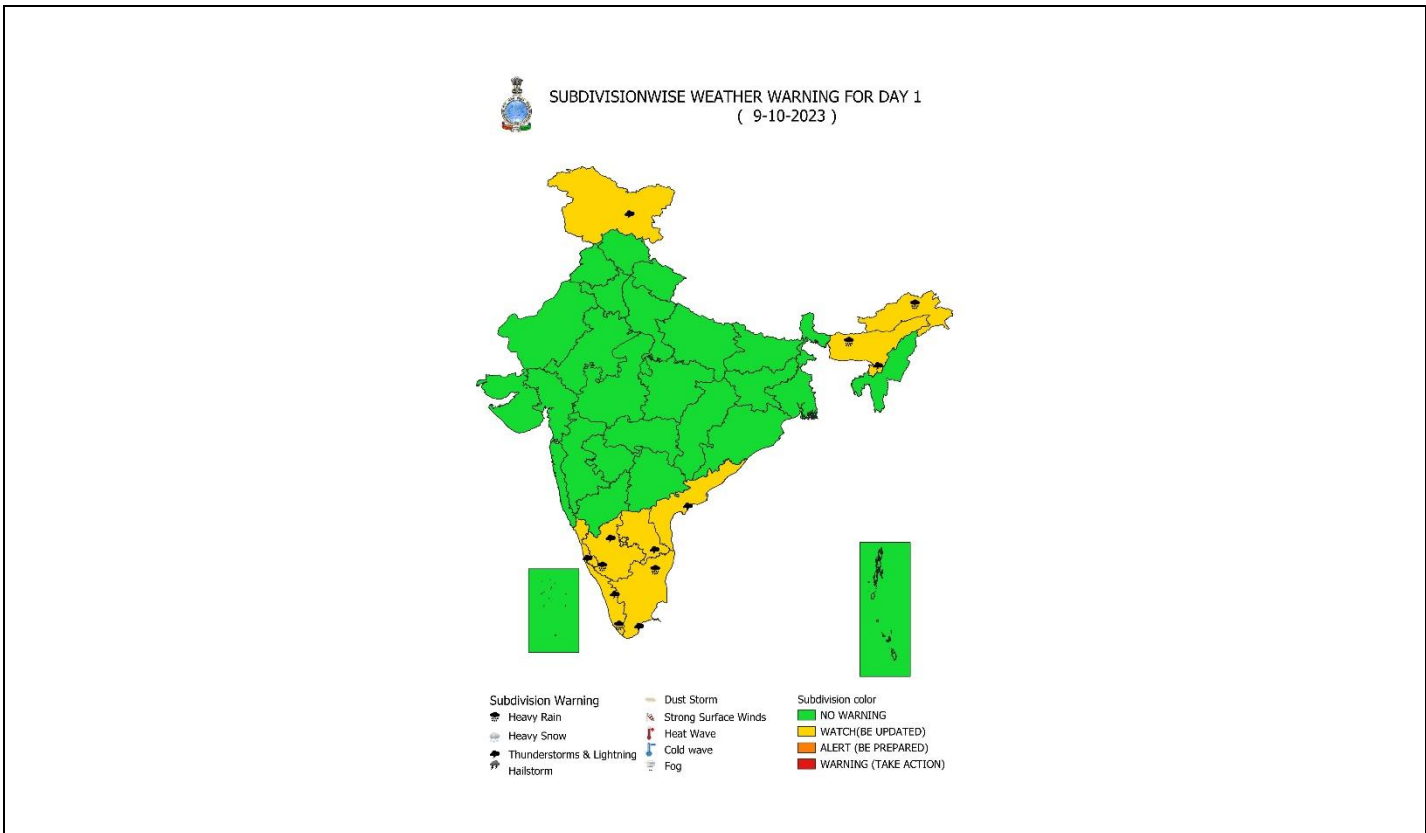 SUBDIVISIONWISE WEATHER WARNING FOR DAY 1
( 9-10-2023 )
Subdivision Warning
Heavy Rain
Heavy Snow
Thunderstorms & Lightning
Hailstorm
Dust Storm
Strong Surface Winds
Heat Wave
Cold wave
Fog
Subdivision color
NO WARNING
WATCH(BE UPDATED)
ALERT (BE PREPARED)
WARNING (TAKE ACTION)